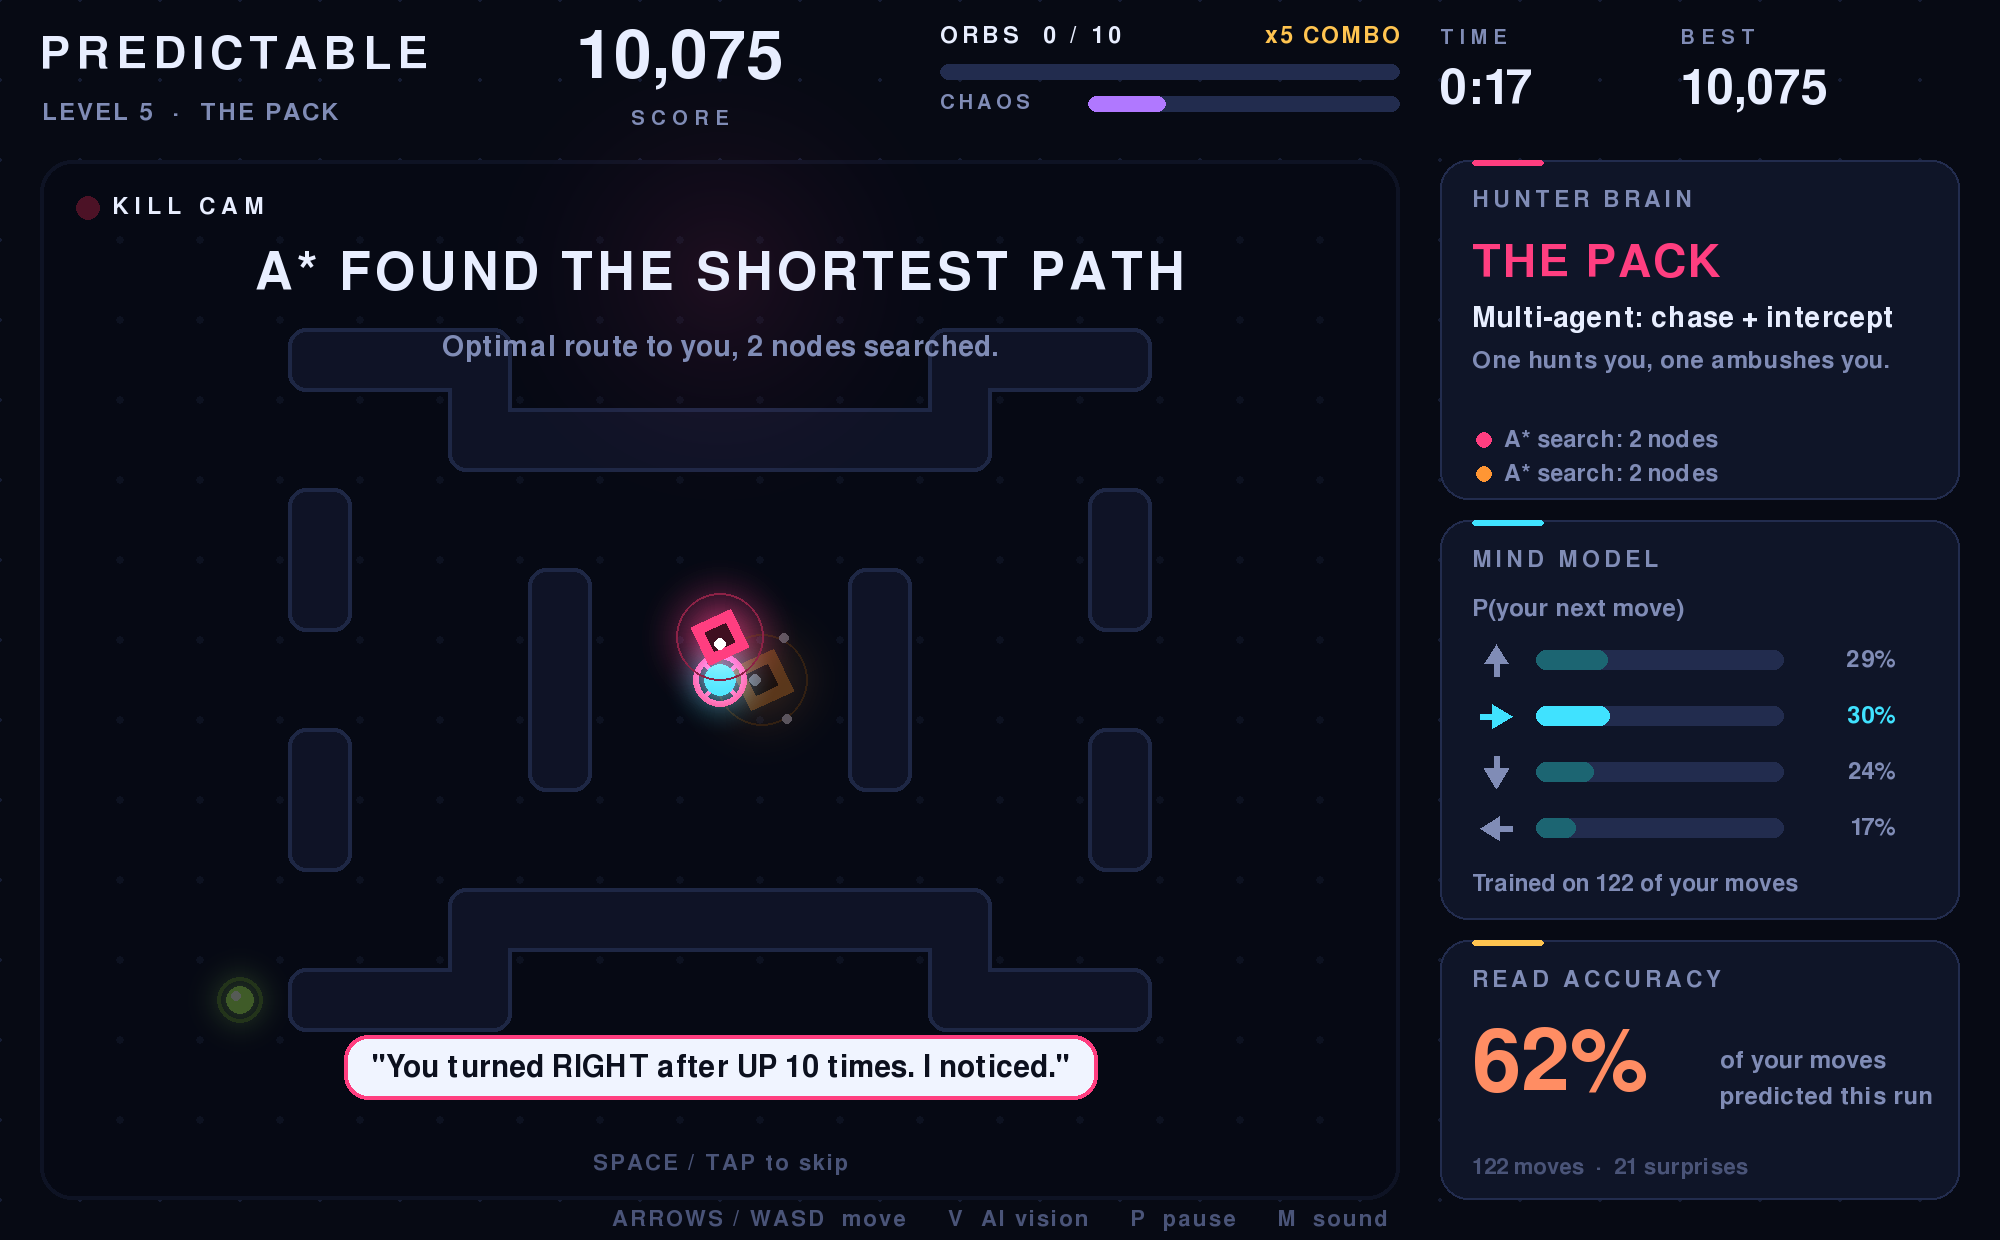 PREDICTABLE
LEVEL 5 · THE PACK
10,075
SCORE
ORBS 0 / 10 x5 COMBO
CHAOS
TIME
0:17
BEST
10,075
KILL CAM
A* FOUND THE SHORTEST PATH
Optimal route to you, 2 nodes searched.
"You turned RIGHT after UP 10 times. I noticed."
SPACE / TAP to skip
HUNTER BRAIN
THE PACK
Multi-agent: chase + intercept
One hunts you, one ambushes you.
A* search: 2 nodes
A* search: 2 nodes
MIND MODEL
P(your next move)
29%
30%
24%
17%
Trained on 122 of your moves
READ ACCURACY
62%
of your moves
predicted this run
122 moves · 21 surprises
ARROWS / WASD move V AI vision P pause M sound